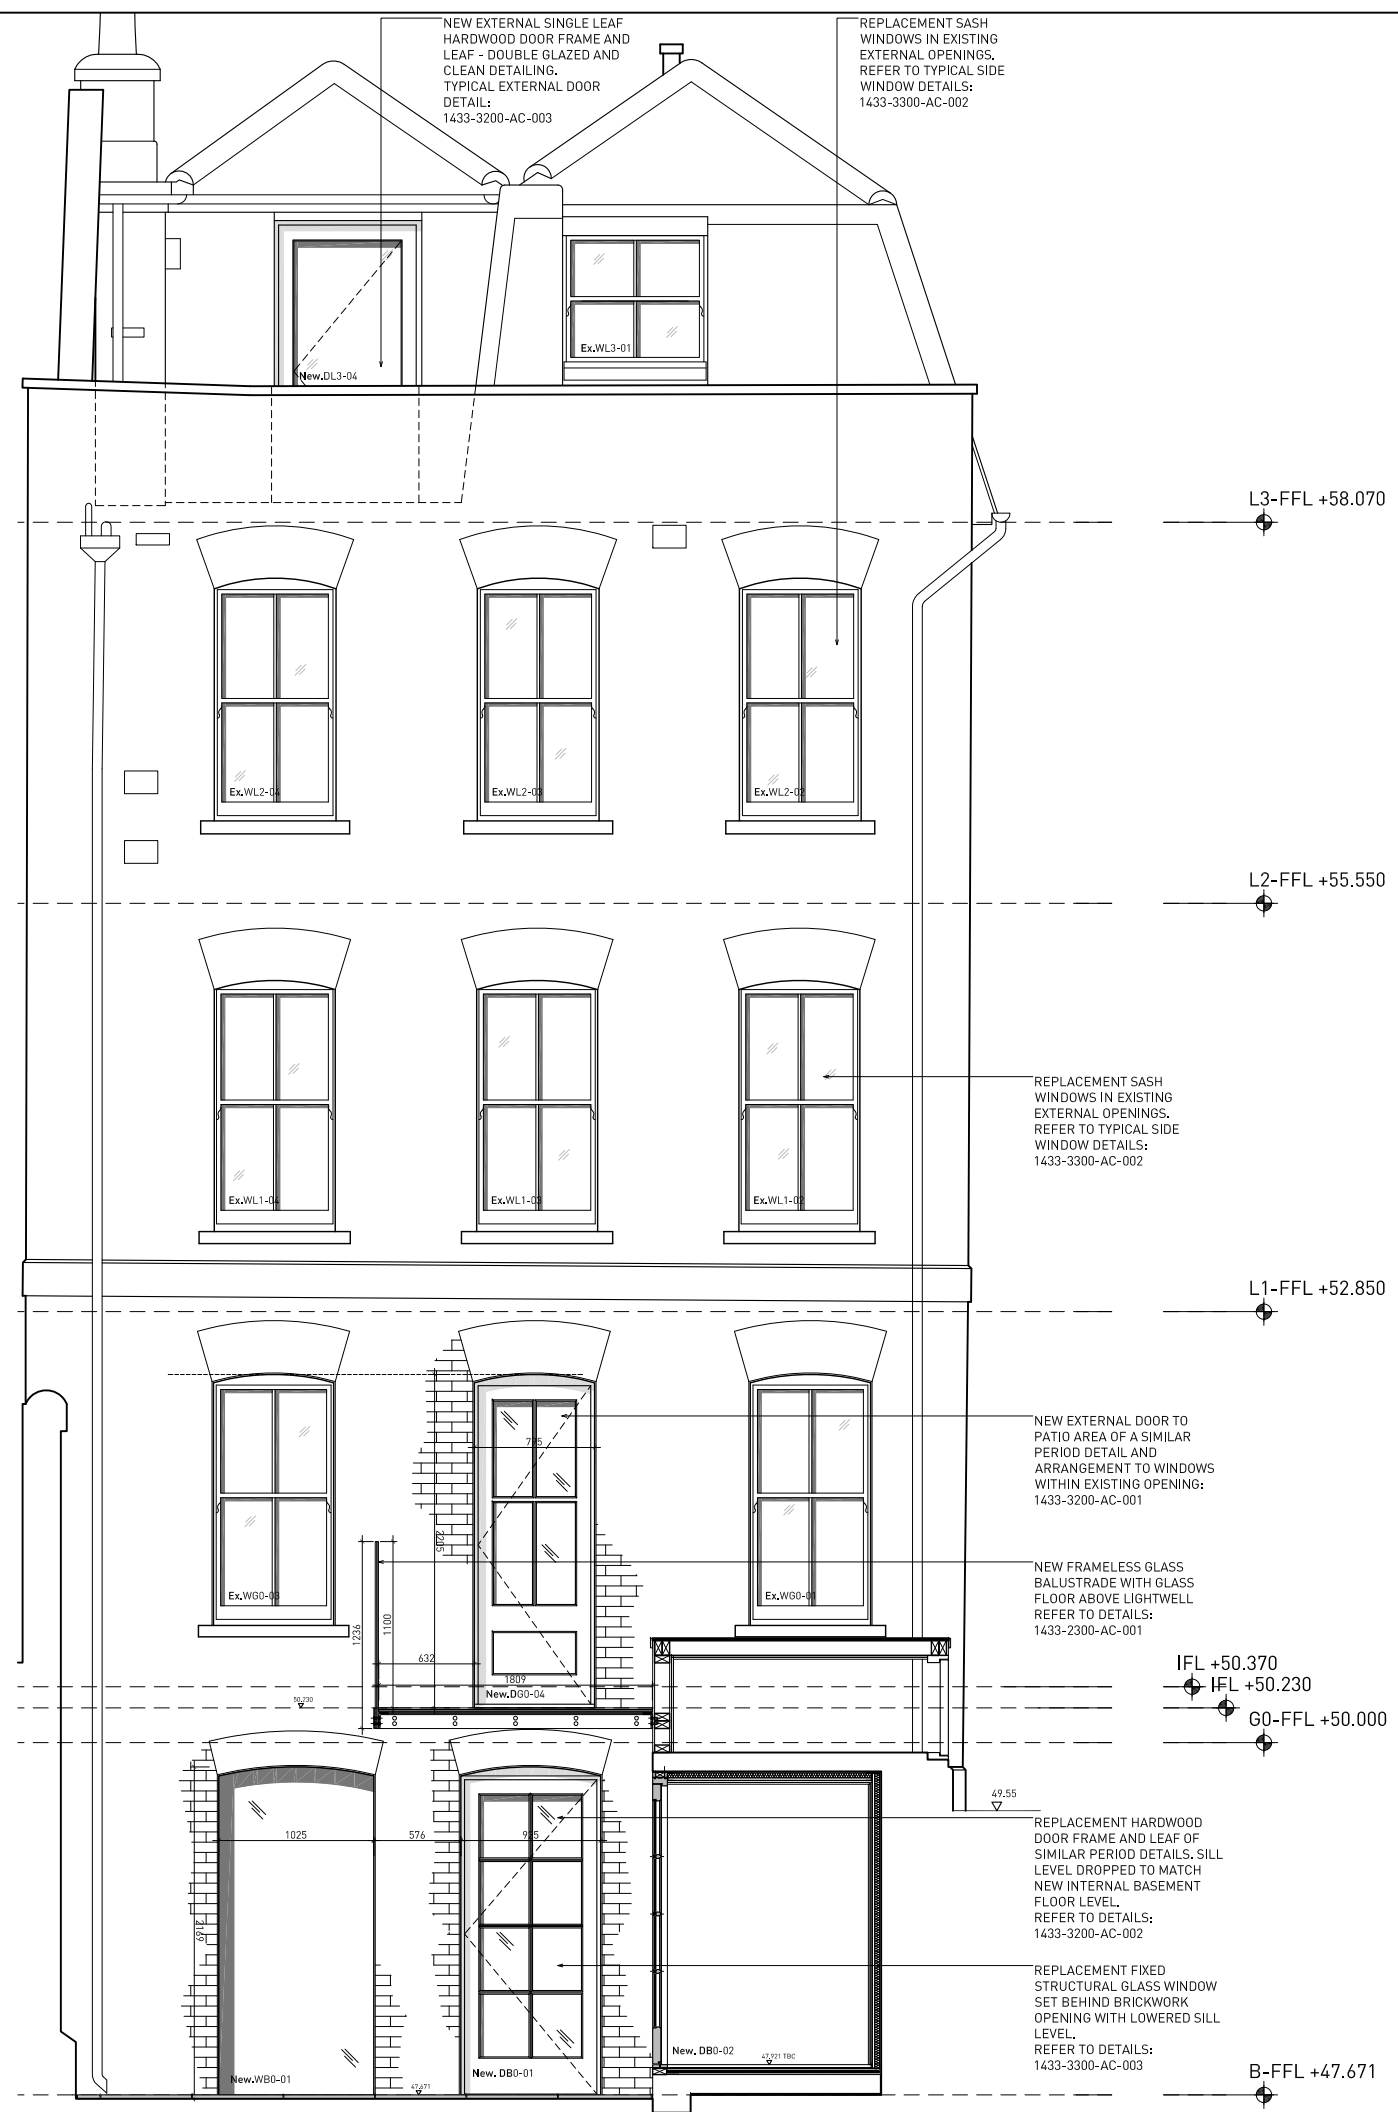 NEW EXTERNAL SINGLE LEAF
HARDWOOD DOOR FRAME AND
LEAF - DOUBLE GLAZED AND
CLEAN DETAILING.
TYPICAL EXTERNAL DOOR
DETAIL:
1433-3200-AC-003
REPLACEMENT SASH
WINDOWS IN EXISTING
EXTERNAL OPENINGS.
REFER TO TYPICAL SIDE
WINDOW DETAILS:
1433-3300-AC-002
Ex.WL3-01
New.DL3-04
L3-FFL +58.070
Ex.WL2-04
Ex.WL2-03
Ex.WL2-02
L2-FFL +55.550
REPLACEMENT SASH
WINDOWS IN EXISTING
EXTERNAL OPENINGS.
REFER TO TYPICAL SIDE
WINDOW DETAILS:
1433-3300-AC-002
Ex.WL1-04
Ex.WL1-03
Ex.WL1-02
L1-FFL +52.850
NEW EXTERNAL DOOR TO
PATIO AREA OF A SIMILAR
PERIOD DETAIL AND
ARRANGEMENT TO WINDOWS
WITHIN EXISTING OPENING:
1433-3200-AC-001
795
2205
NEW FRAMELESS GLASS
BALUSTRADE WITH GLASS
FLOOR ABOVE LIGHTWELL
REFER TO DETAILS:
1433-2300-AC-001
Ex.WG0-03
Ex.WG0-01
1236
1100
632
1809
New.DG0-04
50.230
IFL +50.370
IFL +50.230
G0-FFL +50.000
49.55
REPLACEMENT HARDWOOD
DOOR FRAME AND LEAF OF
SIMILAR PERIOD DETAILS. SILL
LEVEL DROPPED TO MATCH
NEW INTERNAL BASEMENT
FLOOR LEVEL.
REFER TO DETAILS:
1433-3200-AC-002
1025
576
925
2169
REPLACEMENT FIXED
STRUCTURAL GLASS WINDOW
SET BEHIND BRICKWORK
OPENING WITH LOWERED SILL
LEVEL.
REFER TO DETAILS:
1433-3300-AC-003
New.WB0-01
New. DB0-01
New. DB0-02
47.921 TBC
47.671
B-FFL +47.671